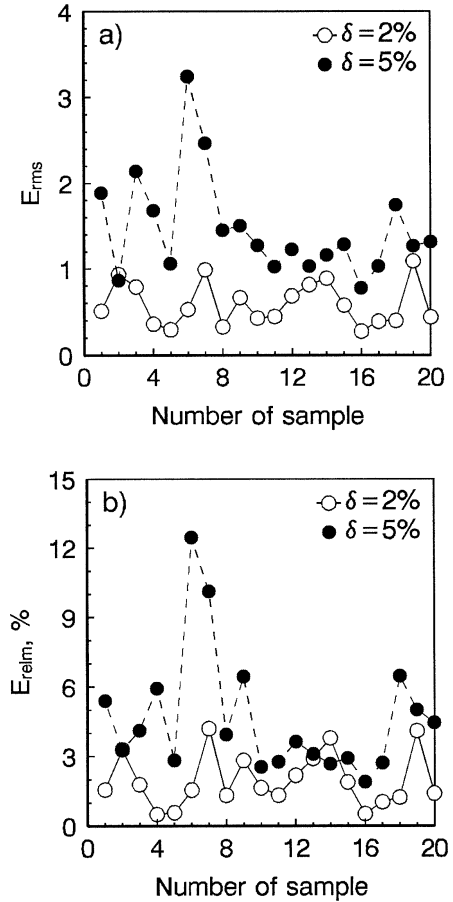 4
a)
δ=2%
δ=5%
3
E_rms
2
1
0
0 4 8 12 16 20
Number of sample
15
b)
δ=2%
δ=5%
12
9
E_relm, %
6
3
0
0 4 8 12 16 20
Number of sample